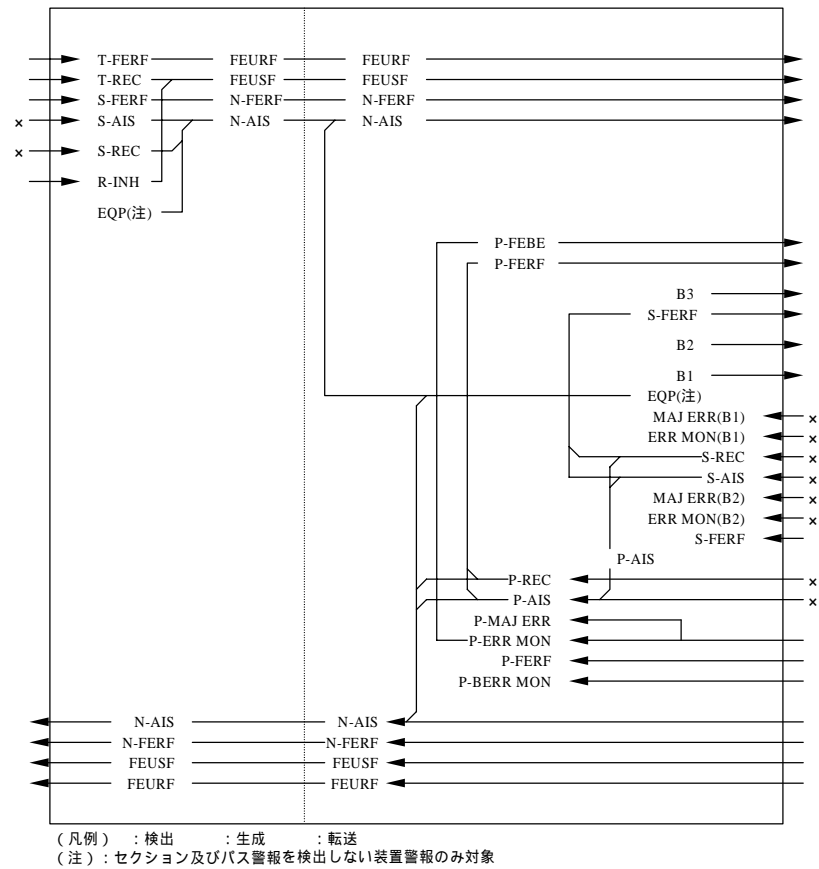 T-FERF FEURF FEURF
T-REC FEUSF FEUSF
S-FERF N-FERF N-FERF
× S-AIS N-AIS N-AIS
× S-REC
R-INH
EQP(注)
P-FEBE
P-FERF
B3
S-FERF
B2
B1
EQP(注)
MAJ ERR(B1) ×
ERR MON(B1) ×
S-REC ×
S-AIS ×
MAJ ERR(B2) ×
ERR MON(B2) ×
S-FERF
P-AIS
P-REC ×
P-AIS ×
P-MAJ ERR
P-ERR MON
P-FERF
P-BERR MON
N-AIS N-AIS
N-FERF N-FERF
FEUSF FEUSF
FEURF FEURF
(凡例) :検出 :生成 :転送
(注):セクション及びパス警報を検出しない装置警報のみ対象